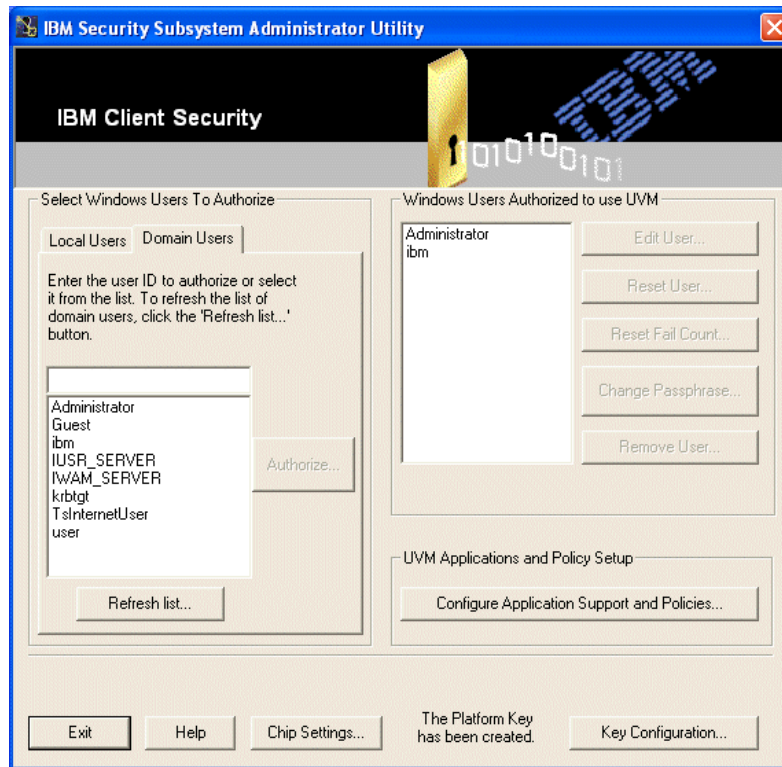 IBM Security Subsystem Administrator Utility
IBM Client Security
IBM
10101010010101
Select Windows Users To Authorize
Local Users
Domain Users
Enter the user ID to authorize or select
it from the list. To refresh the list of
domain users, click the 'Refresh list...'
button.
Administrator
Guest
ibm
IUSR_SERVER
IWAM_SERVER
krbtgt
TsInternetUser
user
Authorize...
Refresh list...
Windows Users Authorized to use UVM
Administrator
ibm
Edit User...
Reset User...
Reset Fail Count...
Change Passphrase...
Remove User...
UVM Applications and Policy Setup
Configure Application Support and Policies...
Exit
Help
Chip Settings...
The Platform Key
has been created.
Key Configuration...